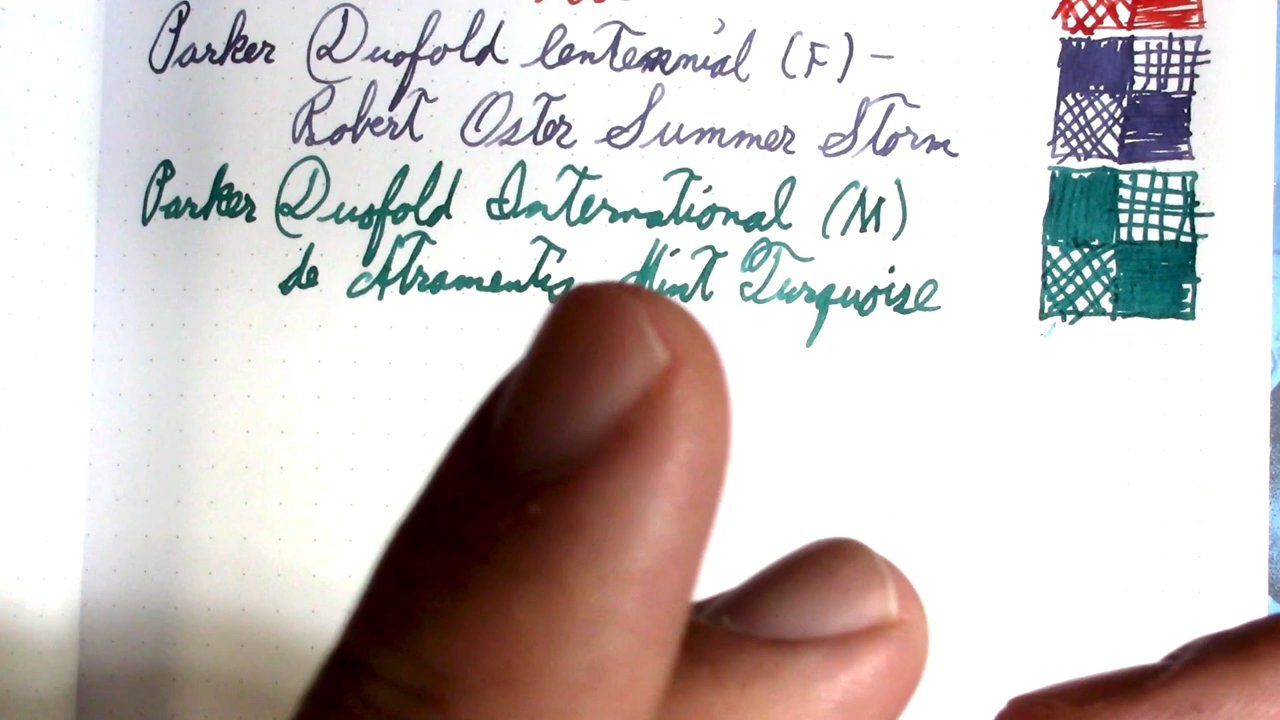 Parker Duofold Centennial (F) -
Robert Oster Summer Storm
Parker Duofold International (M)
de Atramentis Mint Turquoise